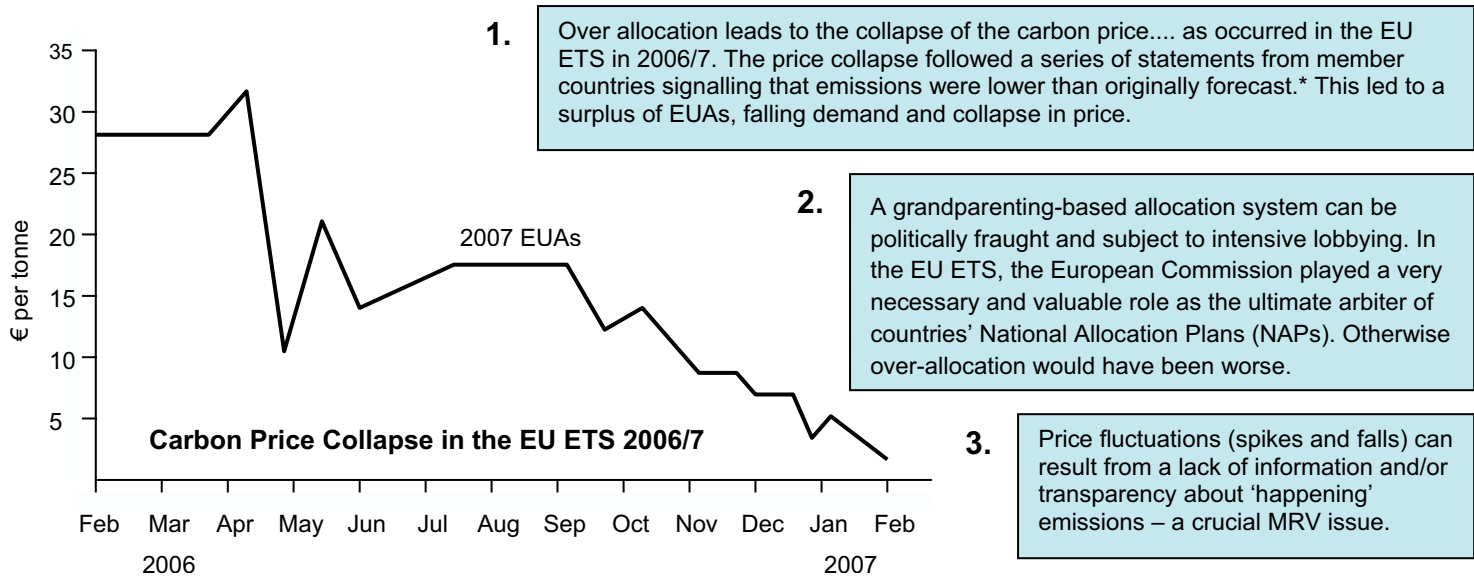 1.
Over allocation leads to the collapse of the carbon price.... as occurred in the EU
ETS in 2006/7. The price collapse followed a series of statements from member
countries signalling that emissions were lower than originally forecast.* This led to a
surplus of EUAs, falling demand and collapse in price.
2.
A grandparenting-based allocation system can be
politically fraught and subject to intensive lobbying. In
the EU ETS, the European Commission played a very
necessary and valuable role as the ultimate arbiter of
countries’ National Allocation Plans (NAPs). Otherwise
over-allocation would have been worse.
3.
Price fluctuations (spikes and falls) can
result from a lack of information and/or
transparency about ‘happening’
emissions – a crucial MRV issue.
€ per tonne
35
30
25
20
15
10
5
2007 EUAs
Carbon Price Collapse in the EU ETS 2006/7
Feb Mar Apr May Jun Jul Aug Sep Oct Nov Dec Jan Feb
2006 2007